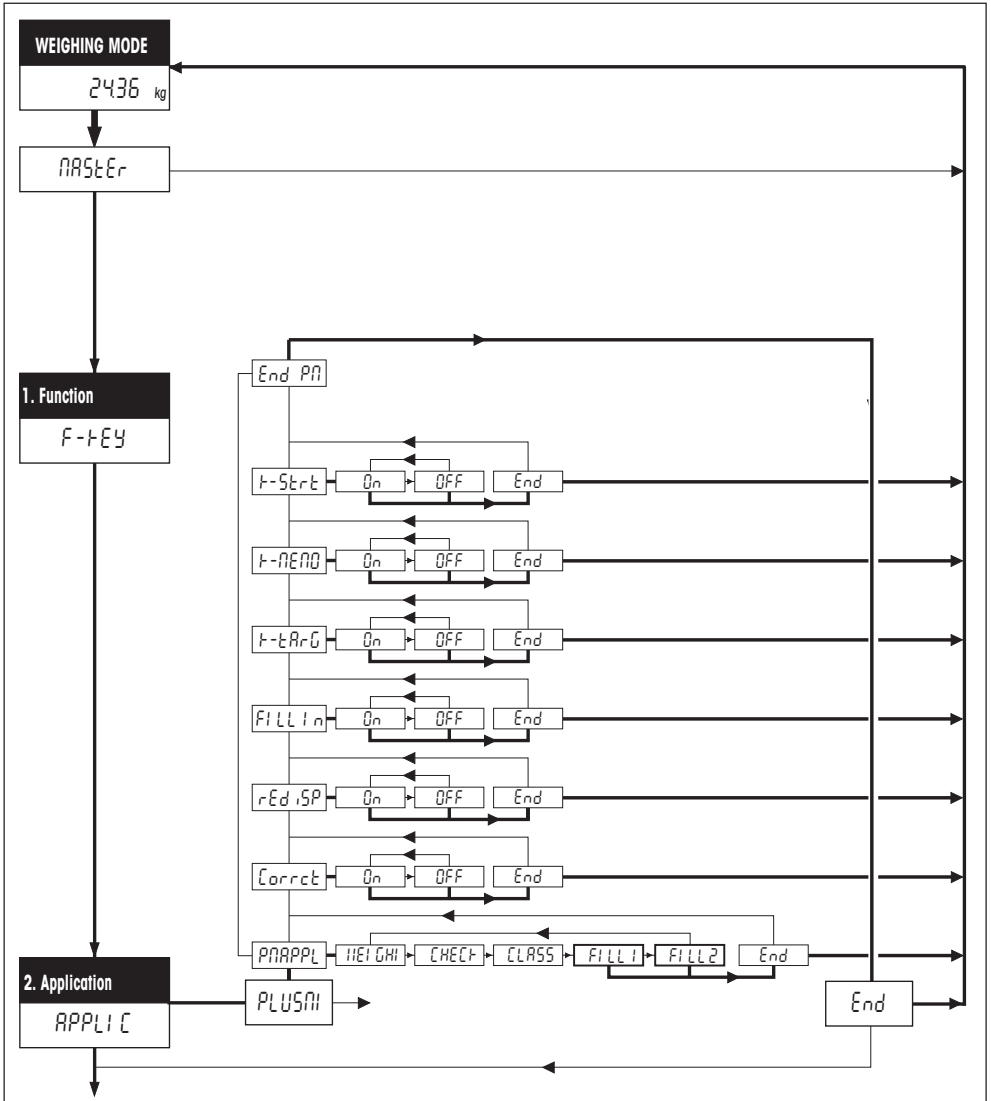 WEIGHING MODE
24.36 kg
MAStEr
End PM
1. Function
F-kEY
k-Strt On OFF End
k-MEMO On OFF End
k-tArG On OFF End
FILLIn On OFF End
rEdiSP On OFF End
Corrct On OFF End
PMAPPL WEIGHI CHECk CLASS FILL1 FILL2 End
2. Application
APPLIC
PLUSMI
End